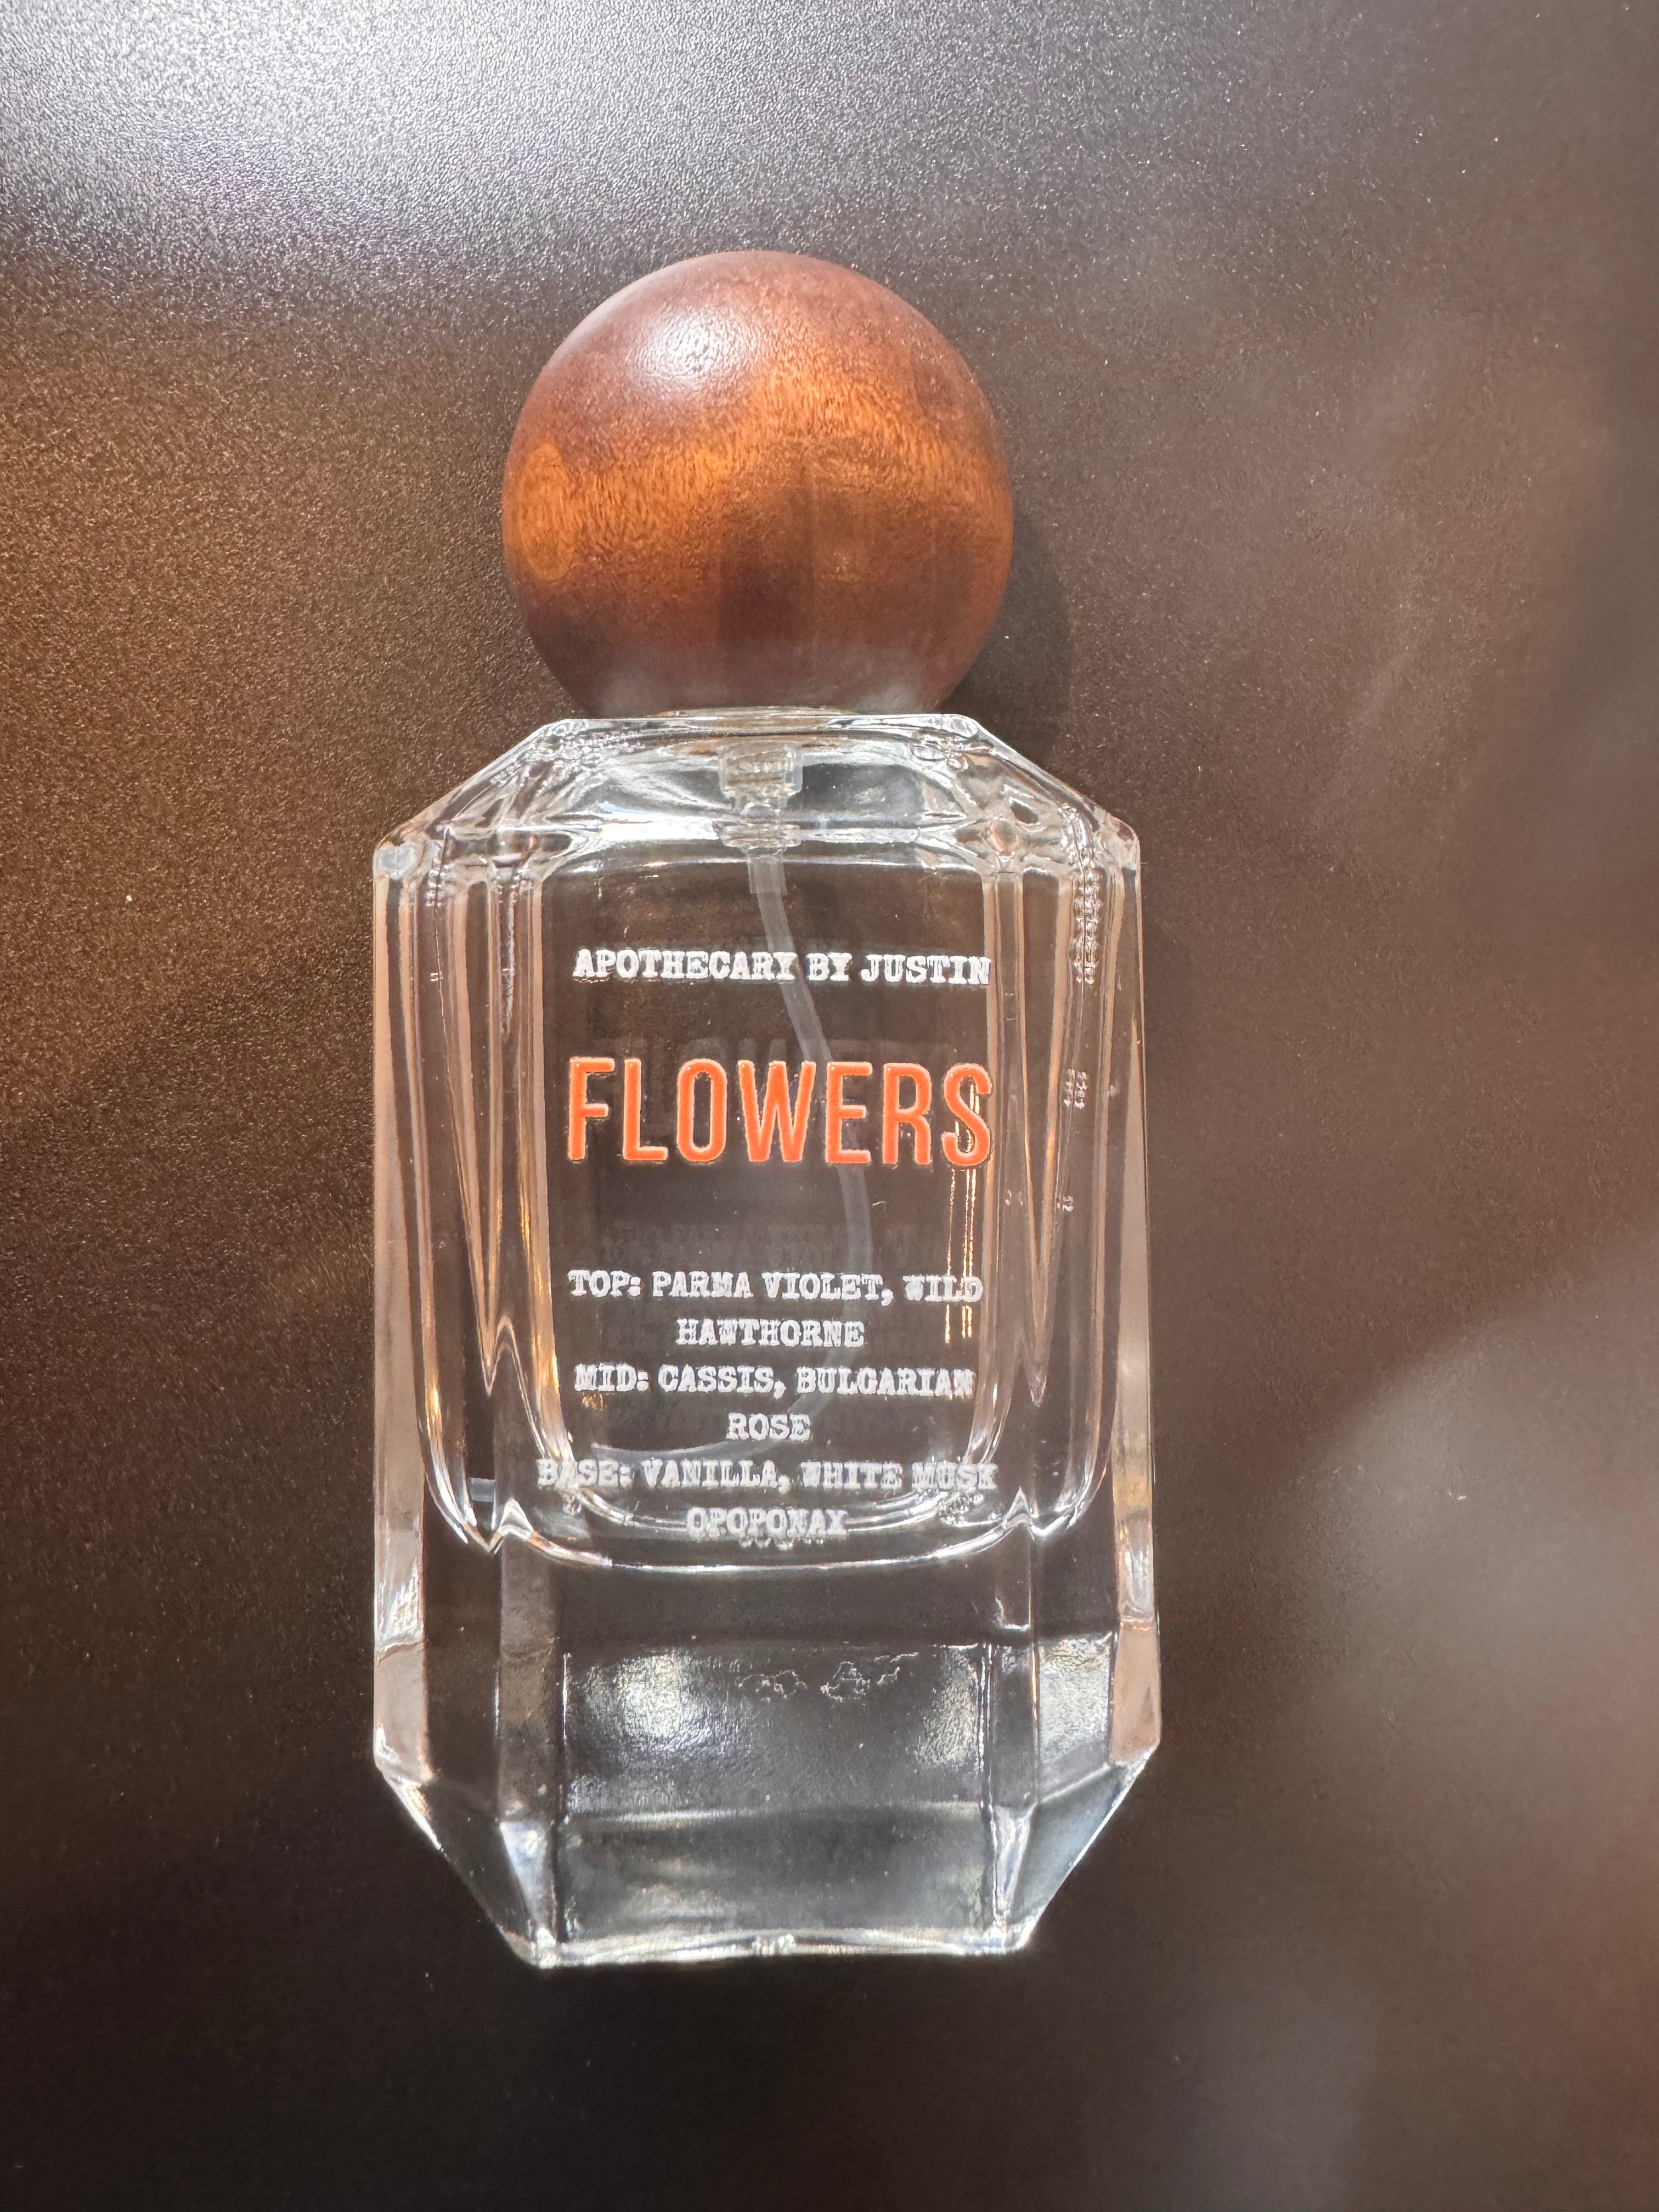 APOTHECARY BY JUSTIN
FLOWERS
TOP: PARMA VIOLET, WILD
HAWTHORNE
MID: CASSIS, BULGARIAN
ROSE
BASE: VANILLA, WHITE MUSK
OPOPONAX